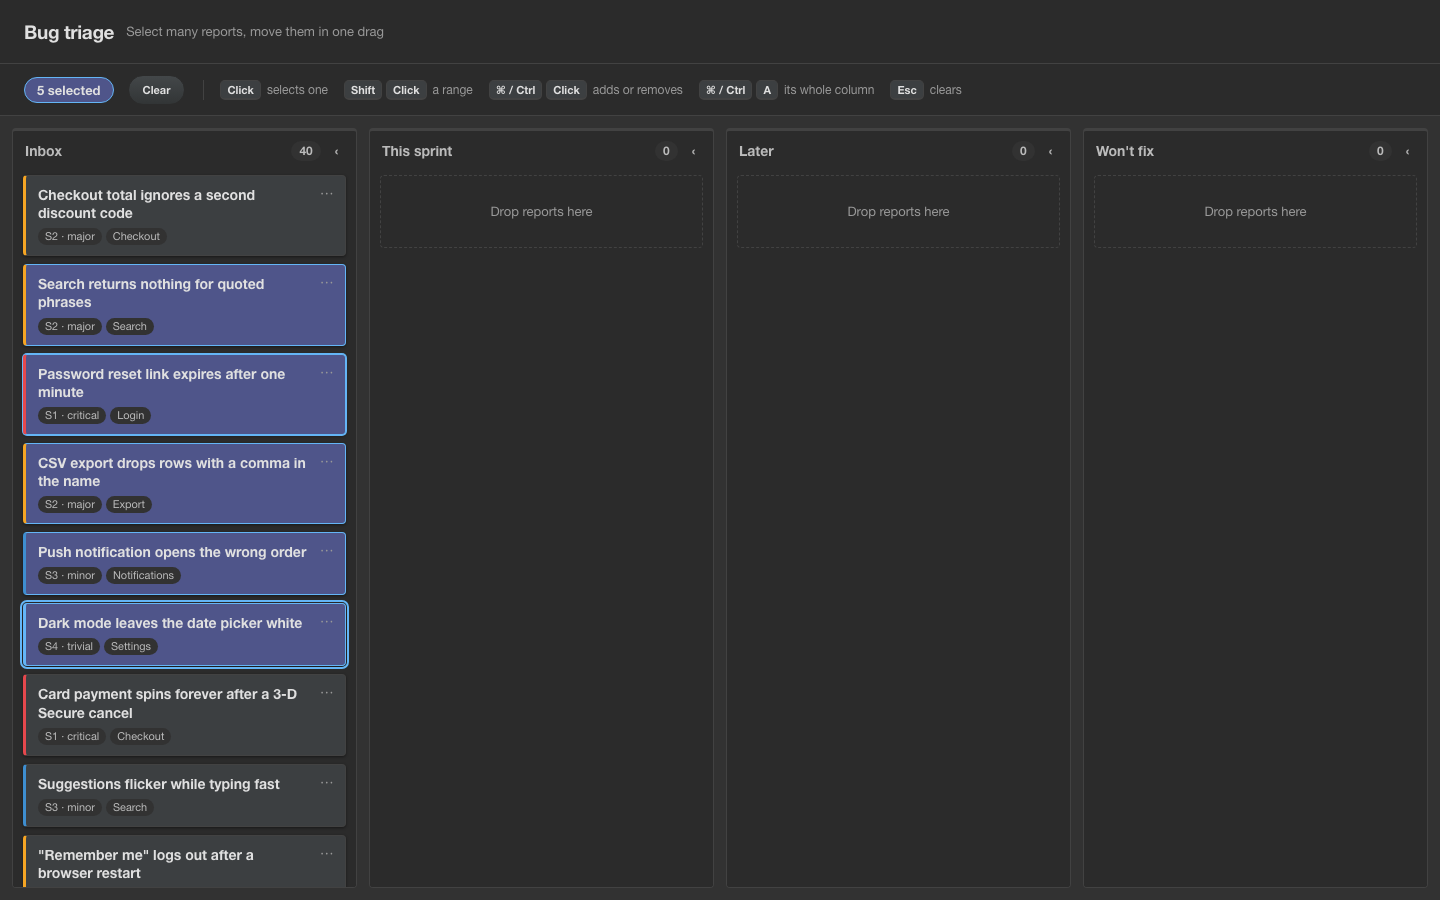 Bug triage Select many reports, move them in one drag
5 selected Clear Click selects one Shift Click a range ⌘ / Ctrl Click adds or removes ⌘ / Ctrl A its whole column Esc clears
Inbox 40 ‹
Checkout total ignores a second
discount code
S2 · major Checkout
Search returns nothing for quoted
phrases
S2 · major Search
Password reset link expires after one
minute
S1 · critical Login
CSV export drops rows with a comma in
the name
S2 · major Export
Push notification opens the wrong order
S3 · minor Notifications
Dark mode leaves the date picker white
S4 · trivial Settings
Card payment spins forever after a 3-D
Secure cancel
S1 · critical Checkout
Suggestions flicker while typing fast
S3 · minor Search
"Remember me" logs out after a
browser restart
This sprint 0 ‹
Drop reports here
Later 0 ‹
Drop reports here
Won't fix 0 ‹
Drop reports here